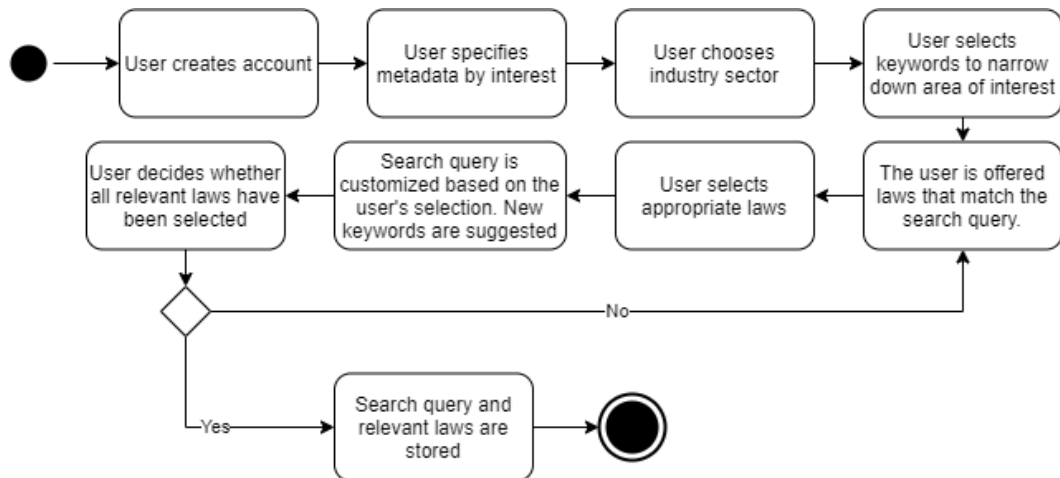 User creates account
User specifies
metadata by interest
User chooses
industry sector
User selects
keywords to narrow
down area of interest
The user is offered
laws that match the
search query.
User selects
appropriate laws
Search query is
customized based on the
user's selection. New
keywords are suggested
User decides whether
all relevant laws have
been selected
No
Yes
Search query and
relevant laws are
stored